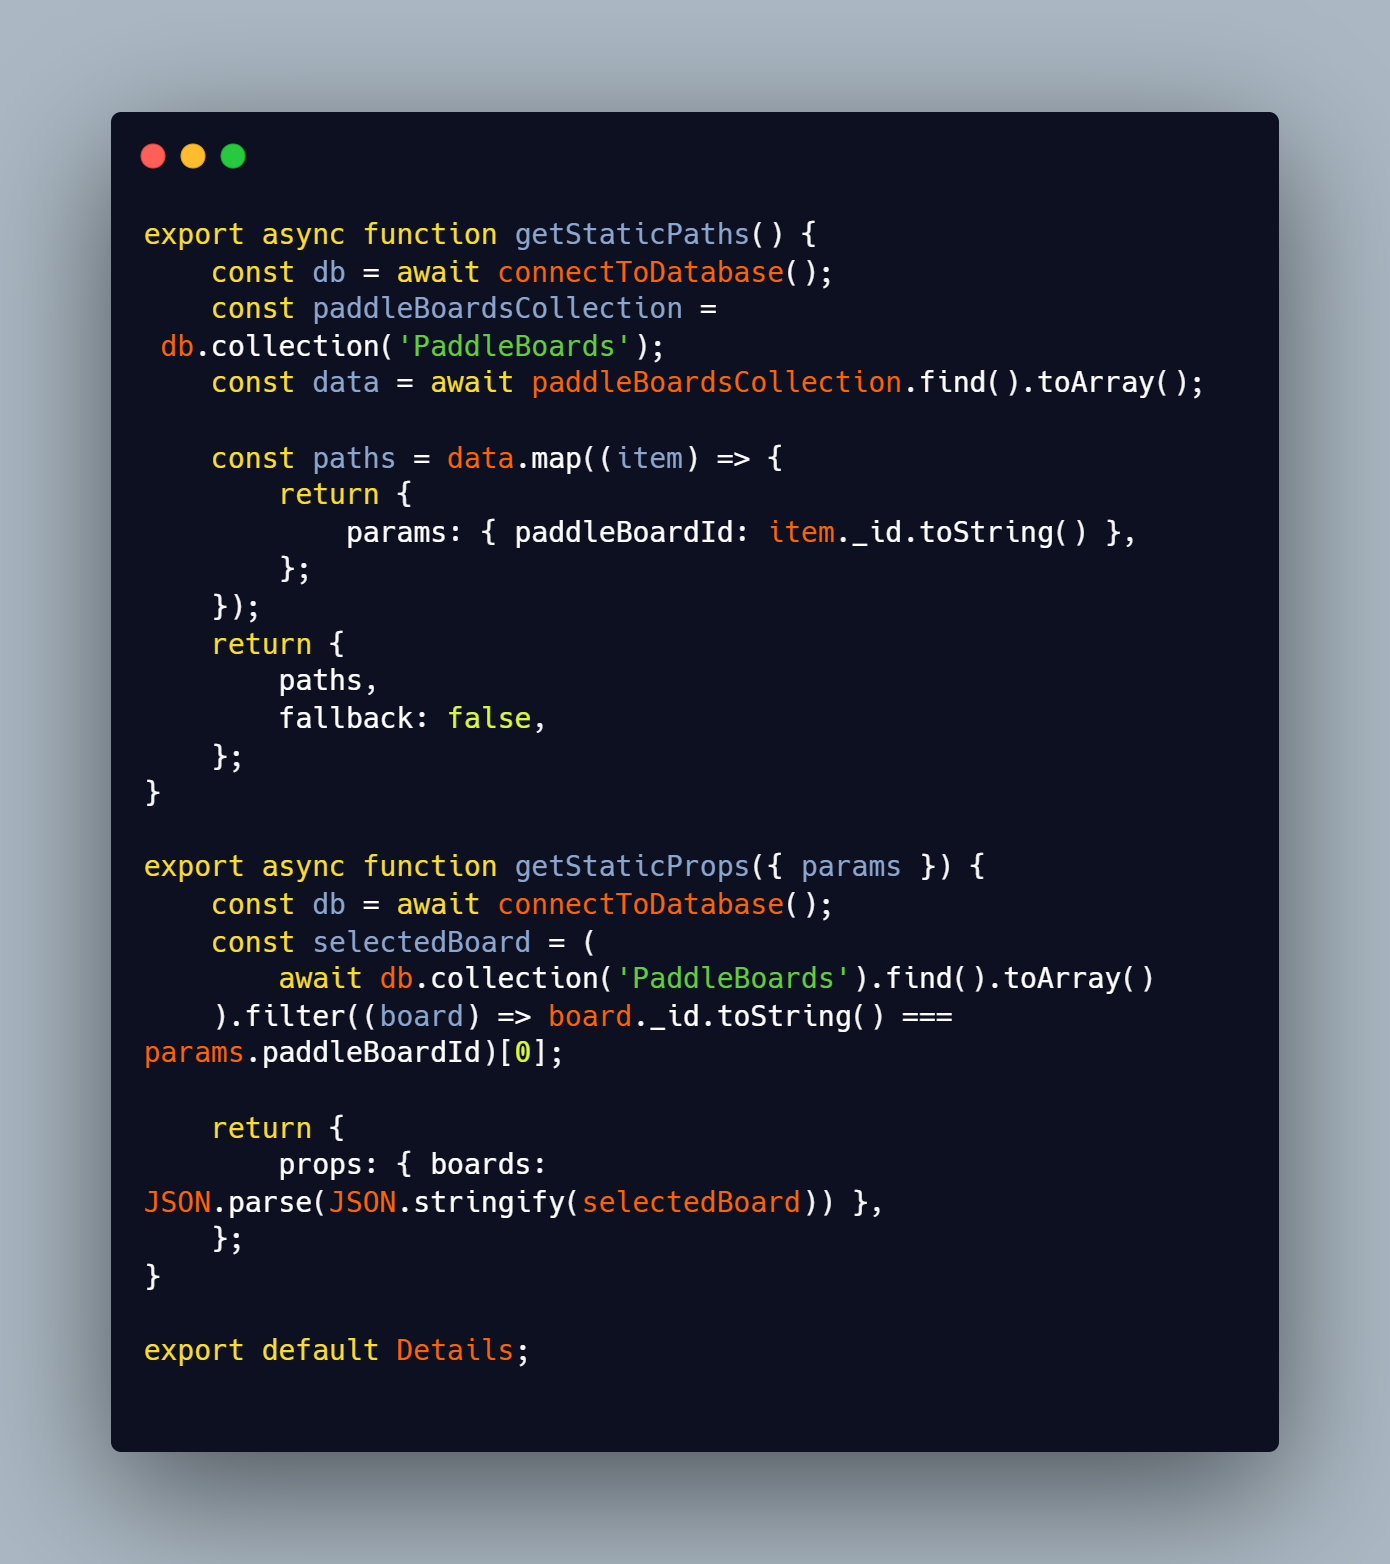 export async function getStaticPaths() {
    const db = await connectToDatabase();
    const paddleBoardsCollection =
 db.collection('PaddleBoards');
    const data = await paddleBoardsCollection.find().toArray();

    const paths = data.map((item) => {
        return {
            params: { paddleBoardId: item._id.toString() },
        };
    });
    return {
        paths,
        fallback: false,
    };
}

export async function getStaticProps({ params }) {
    const db = await connectToDatabase();
    const selectedBoard = (
        await db.collection('PaddleBoards').find().toArray()
    ).filter((board) => board._id.toString() ===
params.paddleBoardId)[0];

    return {
        props: { boards:
JSON.parse(JSON.stringify(selectedBoard)) },
    };
}

export default Details;